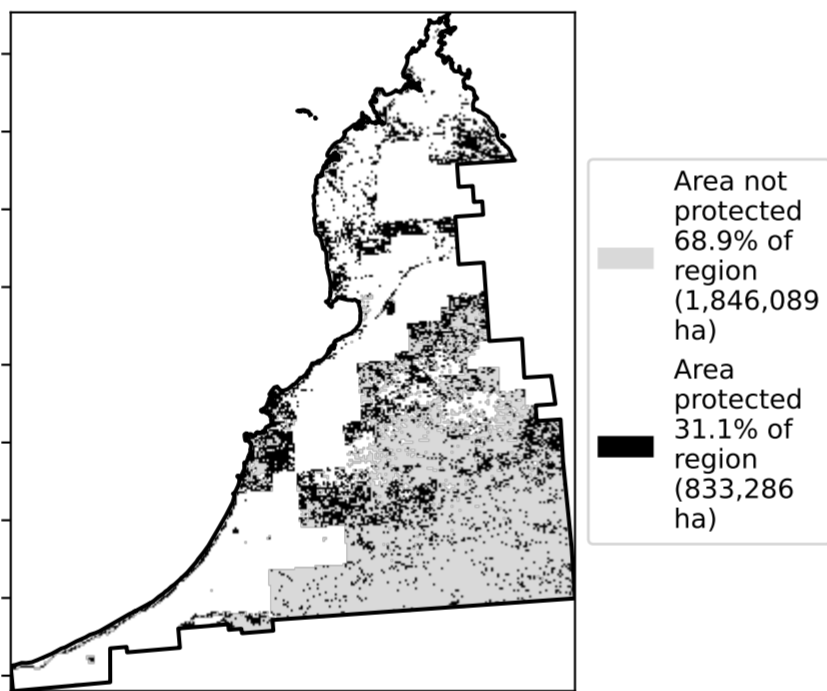 Area not
protected
68.9% of
region
(1,846,089
ha)
Area
protected
31.1% of
region
(833,286
ha)